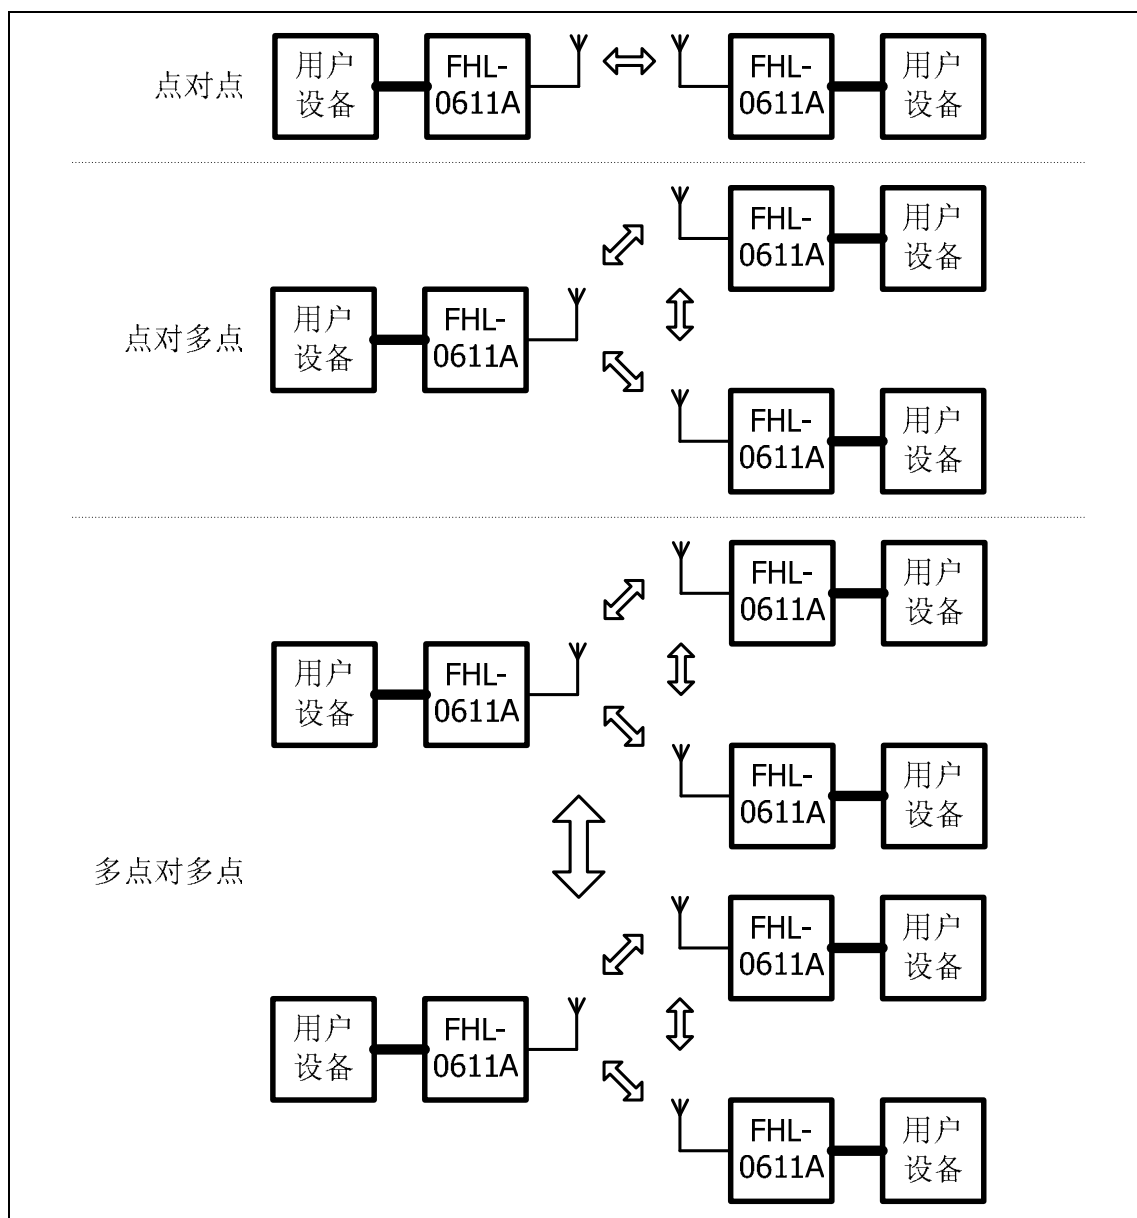 点对点
用户
设备
FHL-
0611A
FHL-
0611A
用户
设备
点对多点
用户
设备
FHL-
0611A
FHL-
0611A
用户
设备
FHL-
0611A
用户
设备
多点对多点
用户
设备
FHL-
0611A
FHL-
0611A
用户
设备
FHL-
0611A
用户
设备
用户
设备
FHL-
0611A
FHL-
0611A
用户
设备
FHL-
0611A
用户
设备